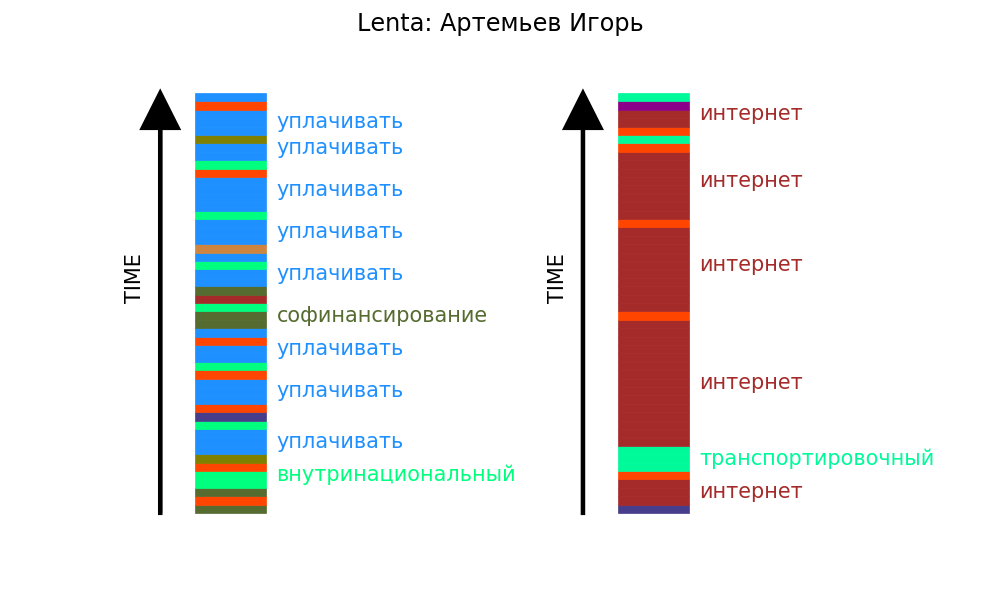 Lenta: Артемьев Игорь
TIME
уплачивать
уплачивать
уплачивать
уплачивать
уплачивать
софинансирование
уплачивать
уплачивать
уплачивать
внутринациональный
TIME
интернет
интернет
интернет
интернет
транспортировочный
интернет